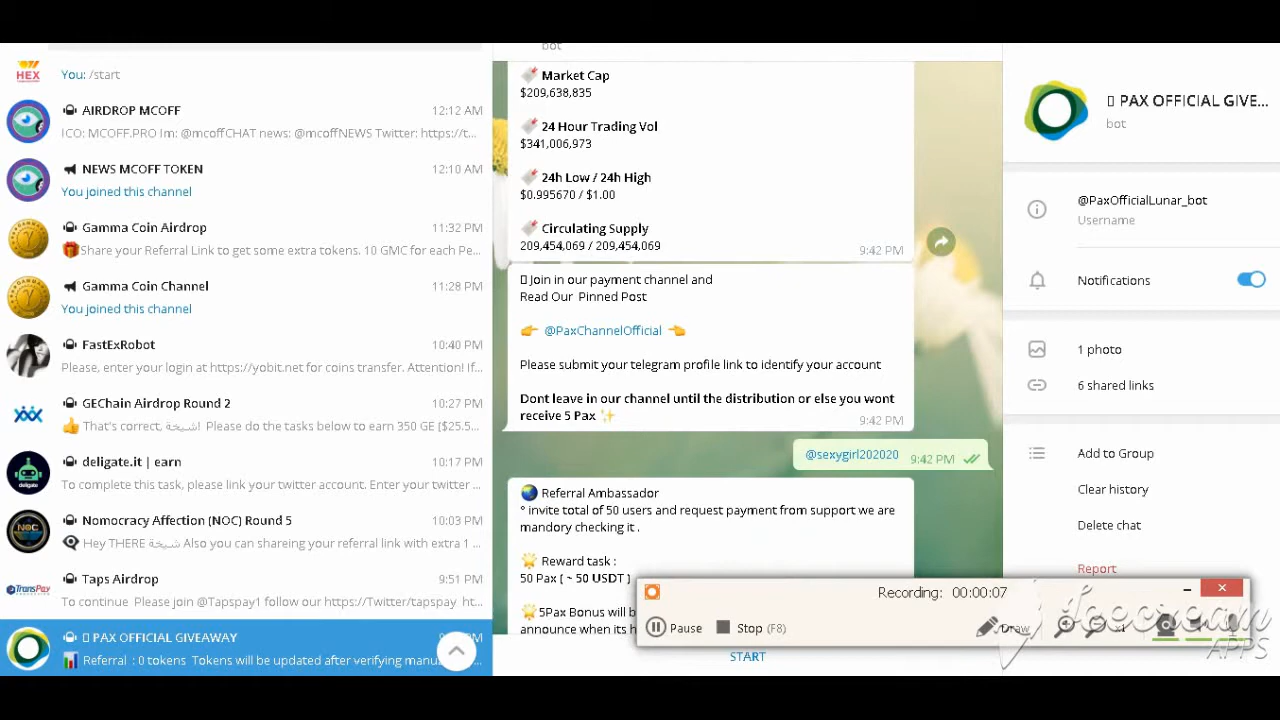 HEX
You: /start
AIRDROP MCOFF 12:12 AM
ICO: MCOFF.PRO Im: @mcoffCHAT news: @mcoffNEWS Twitter: https://t...
NEWS MCOFF TOKEN 12:10 AM
You joined this channel
Gamma Coin Airdrop 11:32 PM
Share your Referral Link to get some extra tokens. 10 GMC for each Pe...
Gamma Coin Channel 11:28 PM
You joined this channel
FastExRobot 10:40 PM
Please, enter your login at https://yobit.net for coins transfer. Attention! If...
GEChain Airdrop Round 2 10:27 PM
👍 That's correct, شيخة! Please do the tasks below to earn 350 GE [$25.5...
deligate.it | earn 10:17 PM
To complete this task, please link your twitter account. Enter your twitter ...
deligate
Nomocracy Affection (NOC) Round 5 10:03 PM
Hey THERE شيخة Also you can shareing your referral link with extra 1 ...
NOC
Taps Airdrop 9:51 PM
To continue Please join @Tapspay1 follow our https://Twitter/tapspay ht...
TransPay
PAX OFFICIAL GIVEAWAY
Referral : 0 tokens Tokens will be updated after verifying manu...
bot
Market Cap
$209,638,835
24 Hour Trading Vol
$341,006,973
24h Low / 24h High
$0.995670 / $1.00
Circulating Supply
209,454,069 / 209,454,069
9:42 PM
Join in our payment channel and
Read Our Pinned Post
👉 @PaxChannelOfficial 👈
Please submit your telegram profile link to identify your account
Dont leave in our channel until the distribution or else you wont
receive 5 Pax ✨
9:42 PM
@sexygirl202020 9:42 PM
Referral Ambassador
° invite total of 50 users and request payment from support we are
mandory checking it .
Reward task :
50 Pax [ ~ 50 USDT ]
5Pax Bonus will b
announce when its h
START
PAX OFFICIAL GIVE...
bot
@PaxOfficialLunar_bot
Username
Notifications
1 photo
6 shared links
Add to Group
Clear history
Delete chat
Report
Recording: 00:00:07
Pause
Stop (F8)
Draw
x1
Icecream
APPS